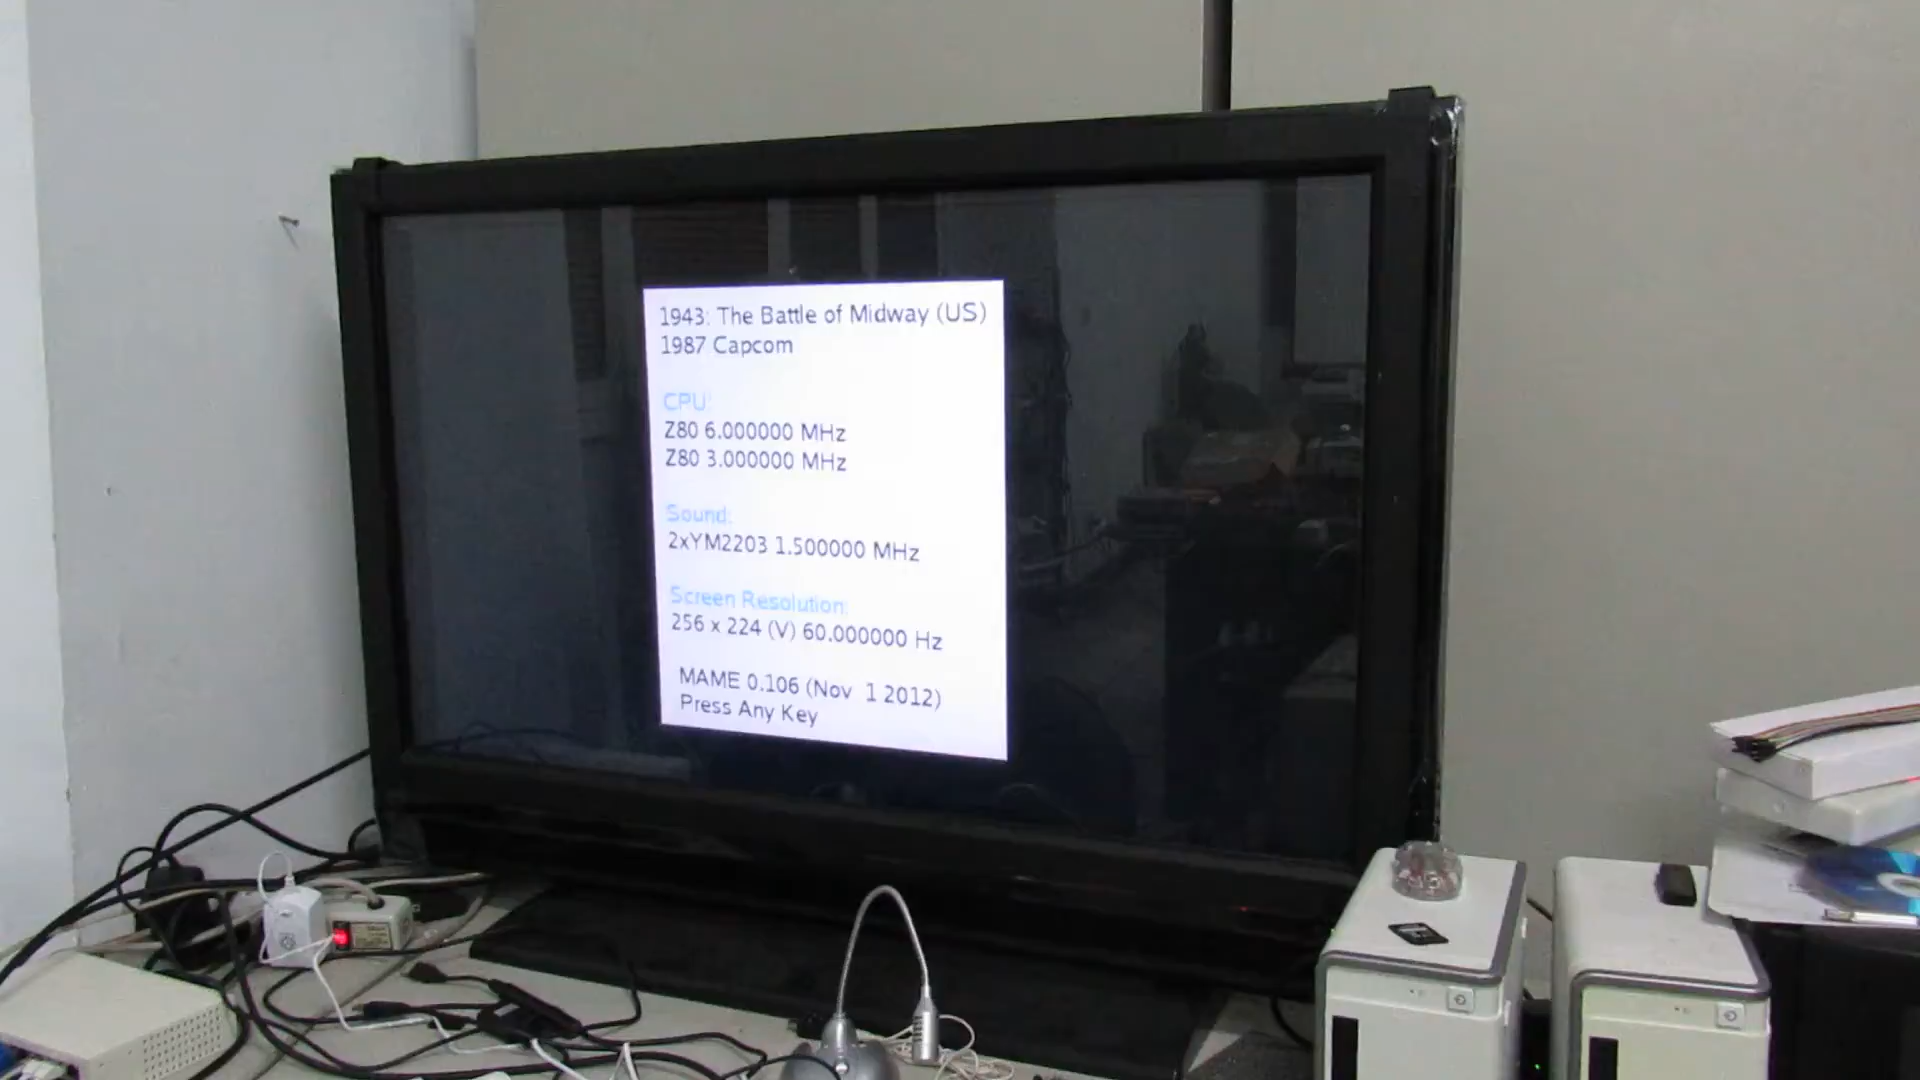 1943: The Battle of Midway (US)
1987 Capcom
CPU:
Z80 6.000000 MHz
Z80 3.000000 MHz
Sound:
2xYM2203 1.500000 MHz
Screen Resolution:
256 x 224 (V) 60.000000 Hz
MAME 0.106 (Nov 1 2012)
Press Any Key